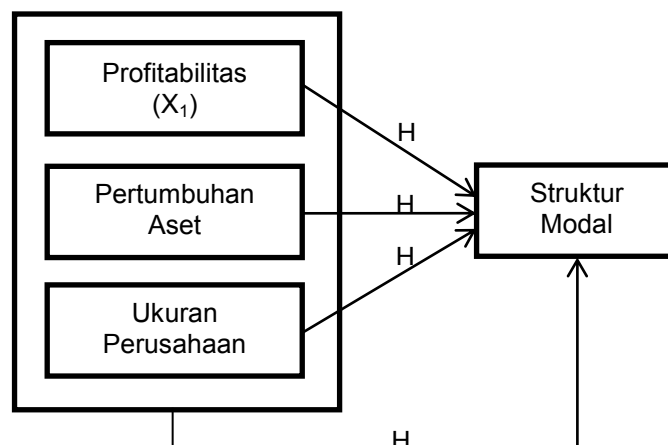 Profitabilitas
(X₁)
H
Pertumbuhan
Aset
H
Struktur
Modal
Ukuran
Perusahaan
H
H